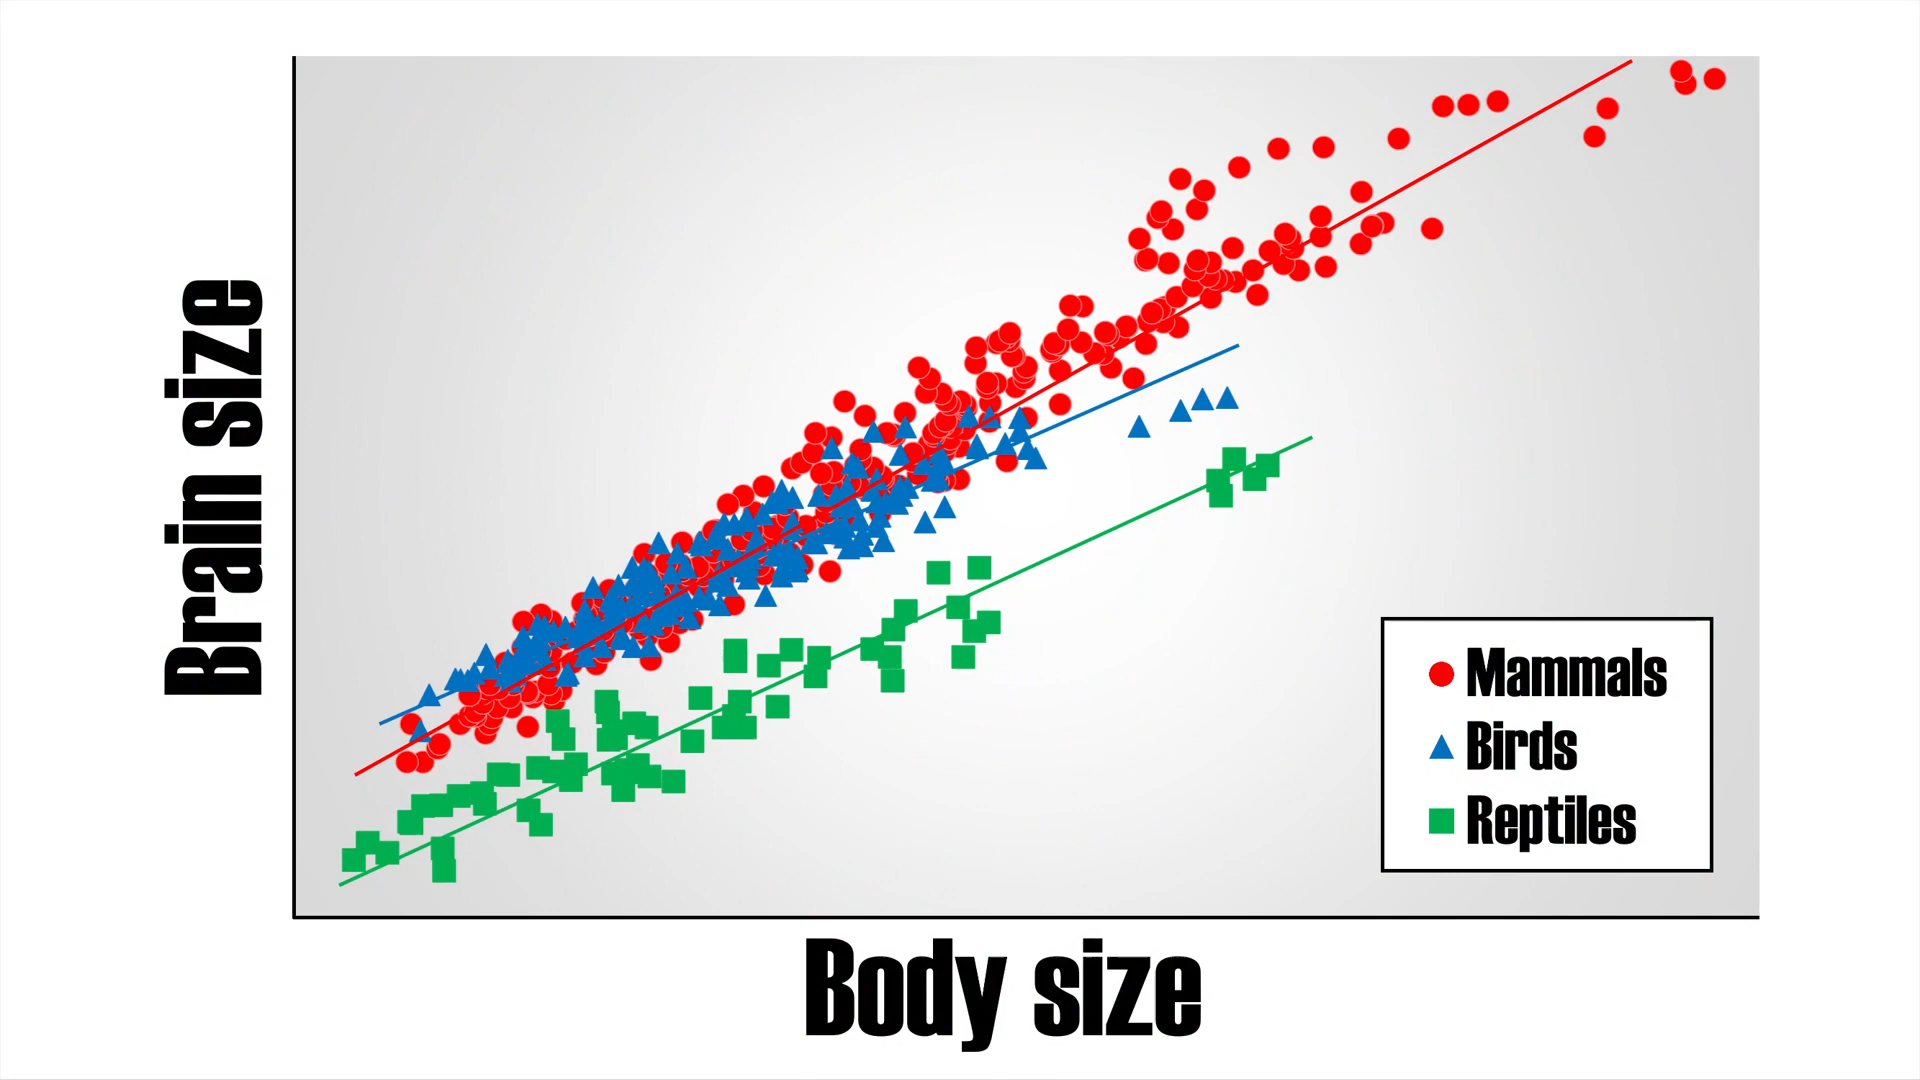 Brain size
Mammals
Birds
Reptiles
Body size